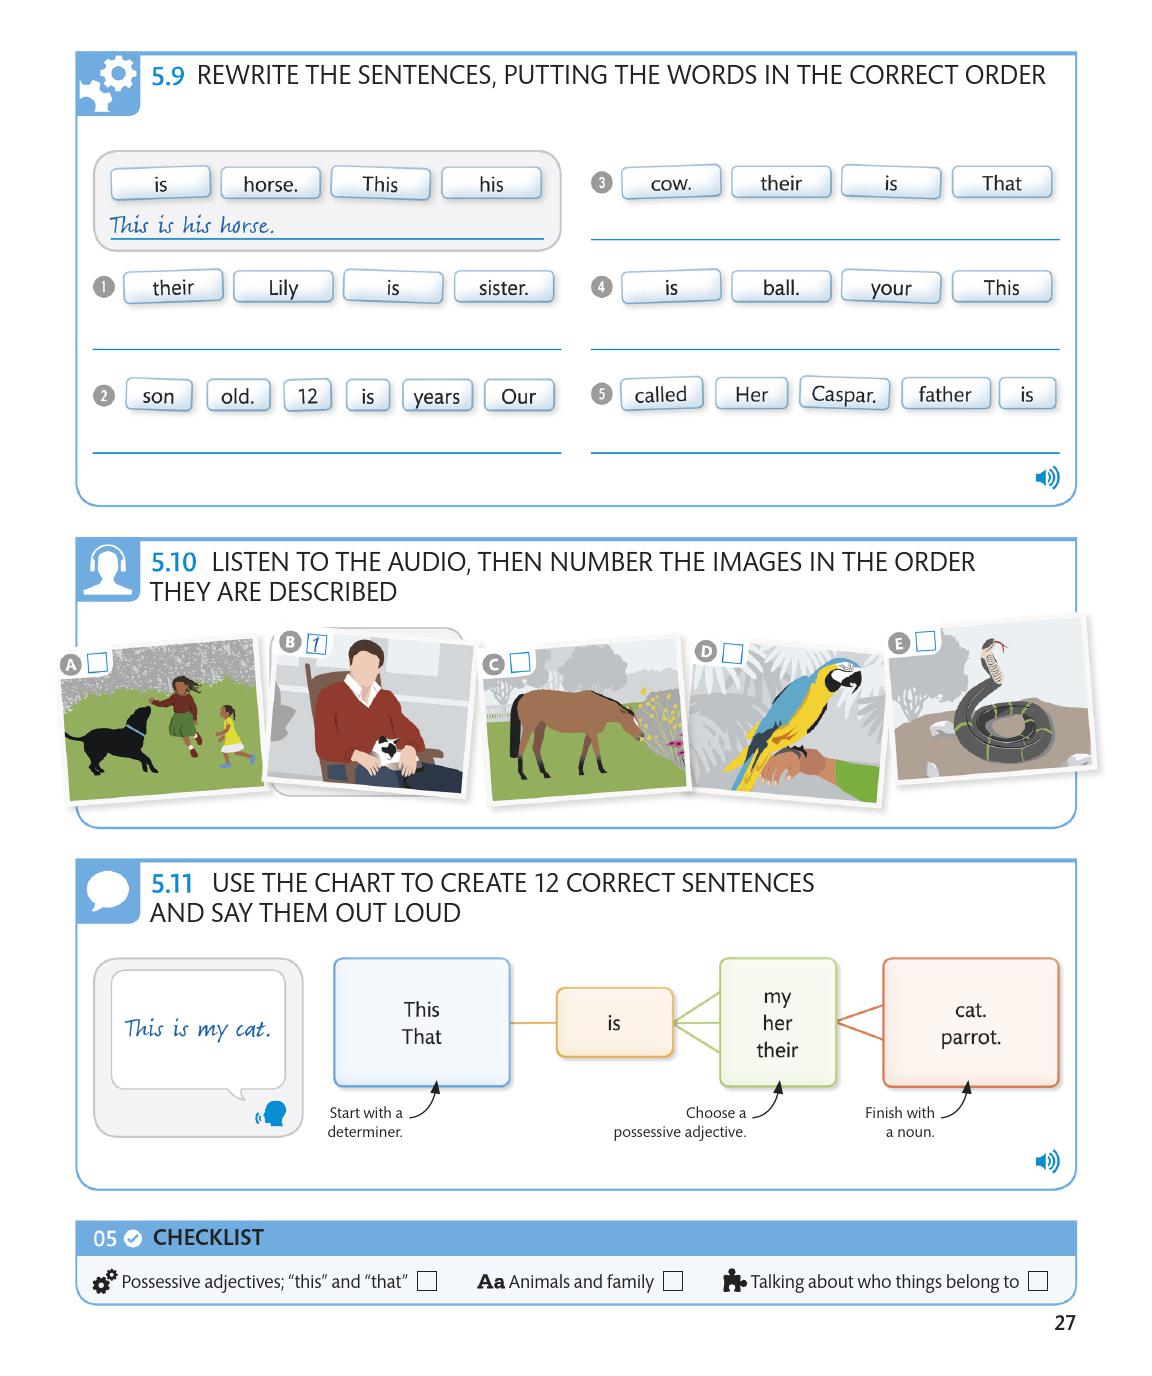 5.9 REWRITE THE SENTENCES, PUTTING THE WORDS IN THE CORRECT ORDER
is horse. This his
This is his horse.
1 their Lily is sister.
2 son old. 12 is years Our
3 cow. their is That
4 is ball. your This
5 called Her Caspar. father is
5.10 LISTEN TO THE AUDIO, THEN NUMBER THE IMAGES IN THE ORDER
THEY ARE DESCRIBED
A
B 1
C
D
E
5.11 USE THE CHART TO CREATE 12 CORRECT SENTENCES
AND SAY THEM OUT LOUD
This is my cat.
This
That
is
my
her
their
cat.
parrot.
Start with a
determiner.
Choose a
possessive adjective.
Finish with
a noun.
05 CHECKLIST
Possessive adjectives; “this” and “that”
Aa Animals and family
Talking about who things belong to
27